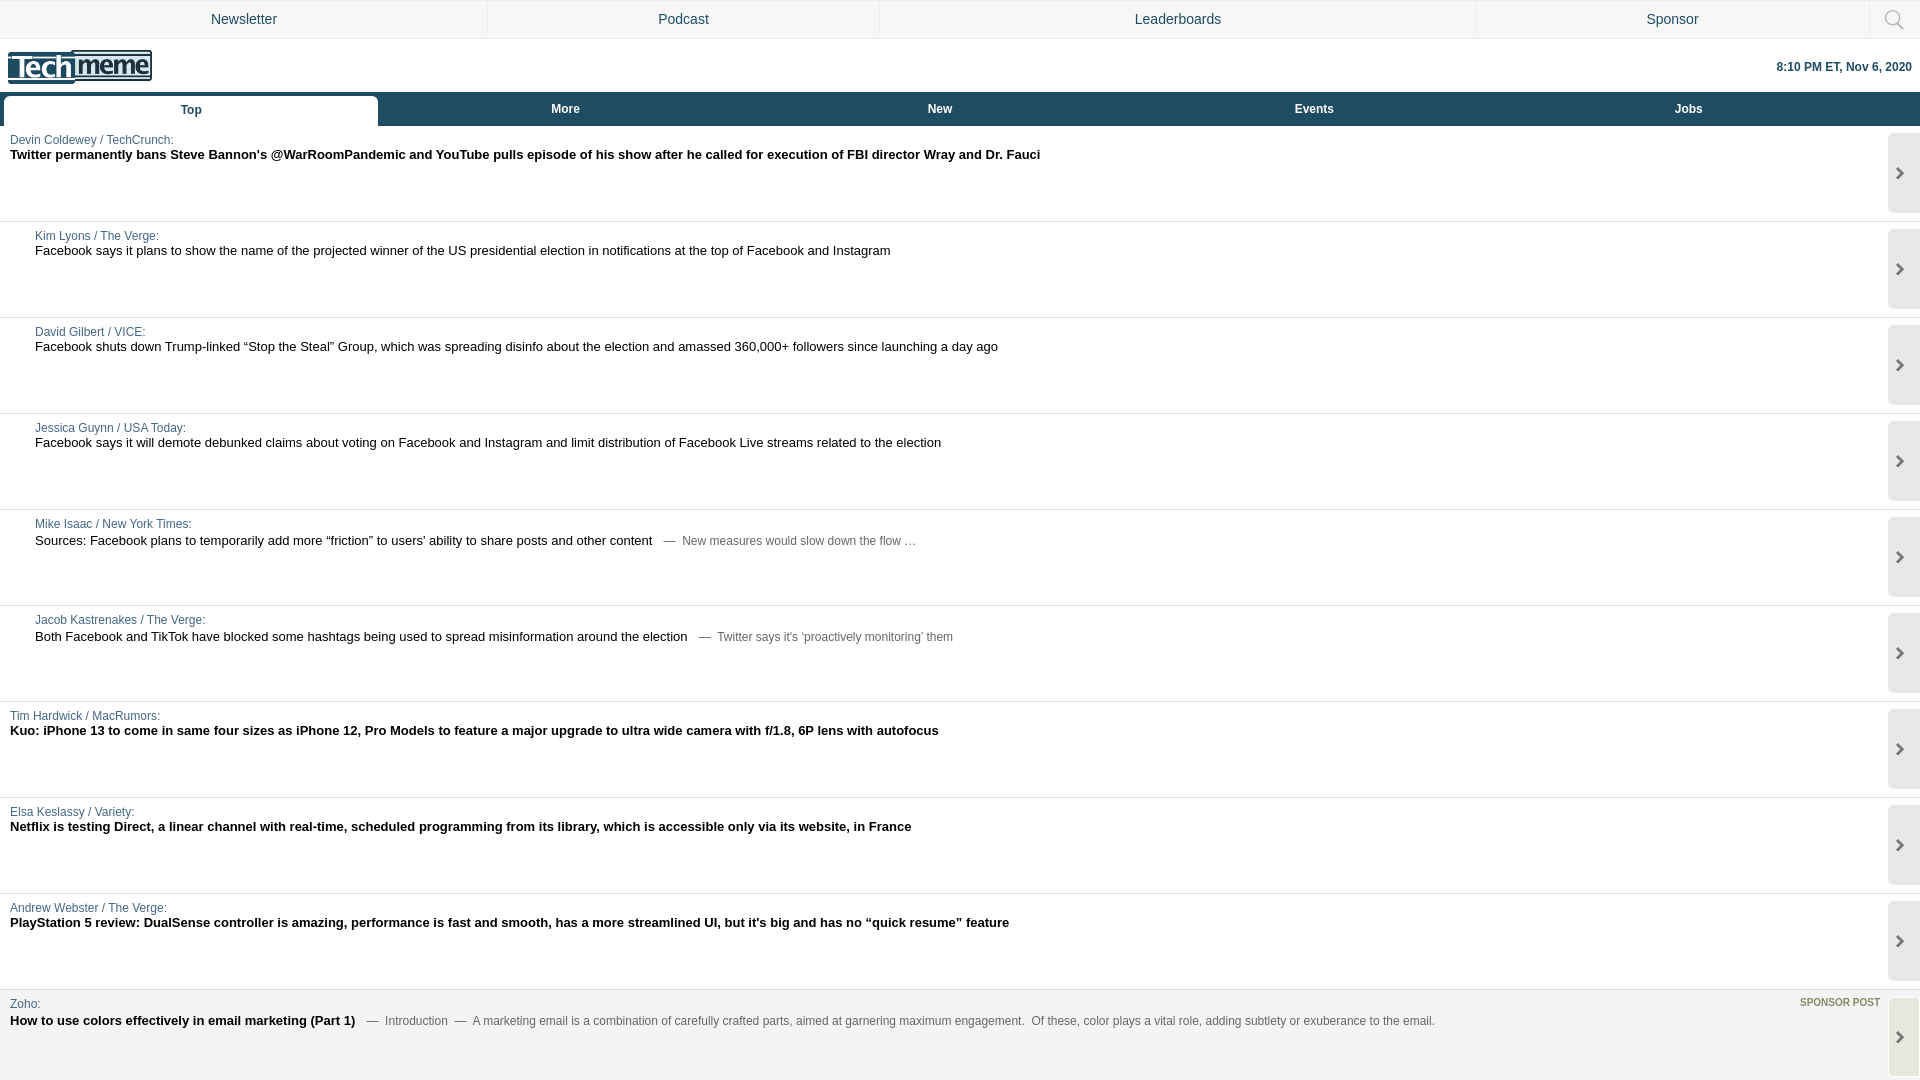 Newsletter Podcast Leaderboards Sponsor
Techmeme
8:10 PM ET, Nov 6, 2020
Top More New Events Jobs
Devin Coldewey / TechCrunch:
Twitter permanently bans Steve Bannon's @WarRoomPandemic and YouTube pulls episode of his show after he called for execution of FBI director Wray and Dr. Fauci
Kim Lyons / The Verge:
Facebook says it plans to show the name of the projected winner of the US presidential election in notifications at the top of Facebook and Instagram
David Gilbert / VICE:
Facebook shuts down Trump-linked “Stop the Steal” Group, which was spreading disinfo about the election and amassed 360,000+ followers since launching a day ago
Jessica Guynn / USA Today:
Facebook says it will demote debunked claims about voting on Facebook and Instagram and limit distribution of Facebook Live streams related to the election
Mike Isaac / New York Times:
Sources: Facebook plans to temporarily add more “friction” to users' ability to share posts and other content — New measures would slow down the flow …
Jacob Kastrenakes / The Verge:
Both Facebook and TikTok have blocked some hashtags being used to spread misinformation around the election — Twitter says it's ‘proactively monitoring’ them
Tim Hardwick / MacRumors:
Kuo: iPhone 13 to come in same four sizes as iPhone 12, Pro Models to feature a major upgrade to ultra wide camera with f/1.8, 6P lens with autofocus
Elsa Keslassy / Variety:
Netflix is testing Direct, a linear channel with real-time, scheduled programming from its library, which is accessible only via its website, in France
Andrew Webster / The Verge:
PlayStation 5 review: DualSense controller is amazing, performance is fast and smooth, has a more streamlined UI, but it's big and has no “quick resume” feature
Zoho:
SPONSOR POST
How to use colors effectively in email marketing (Part 1) — Introduction — A marketing email is a combination of carefully crafted parts, aimed at garnering maximum engagement. Of these, color plays a vital role, adding subtlety or exuberance to the email.